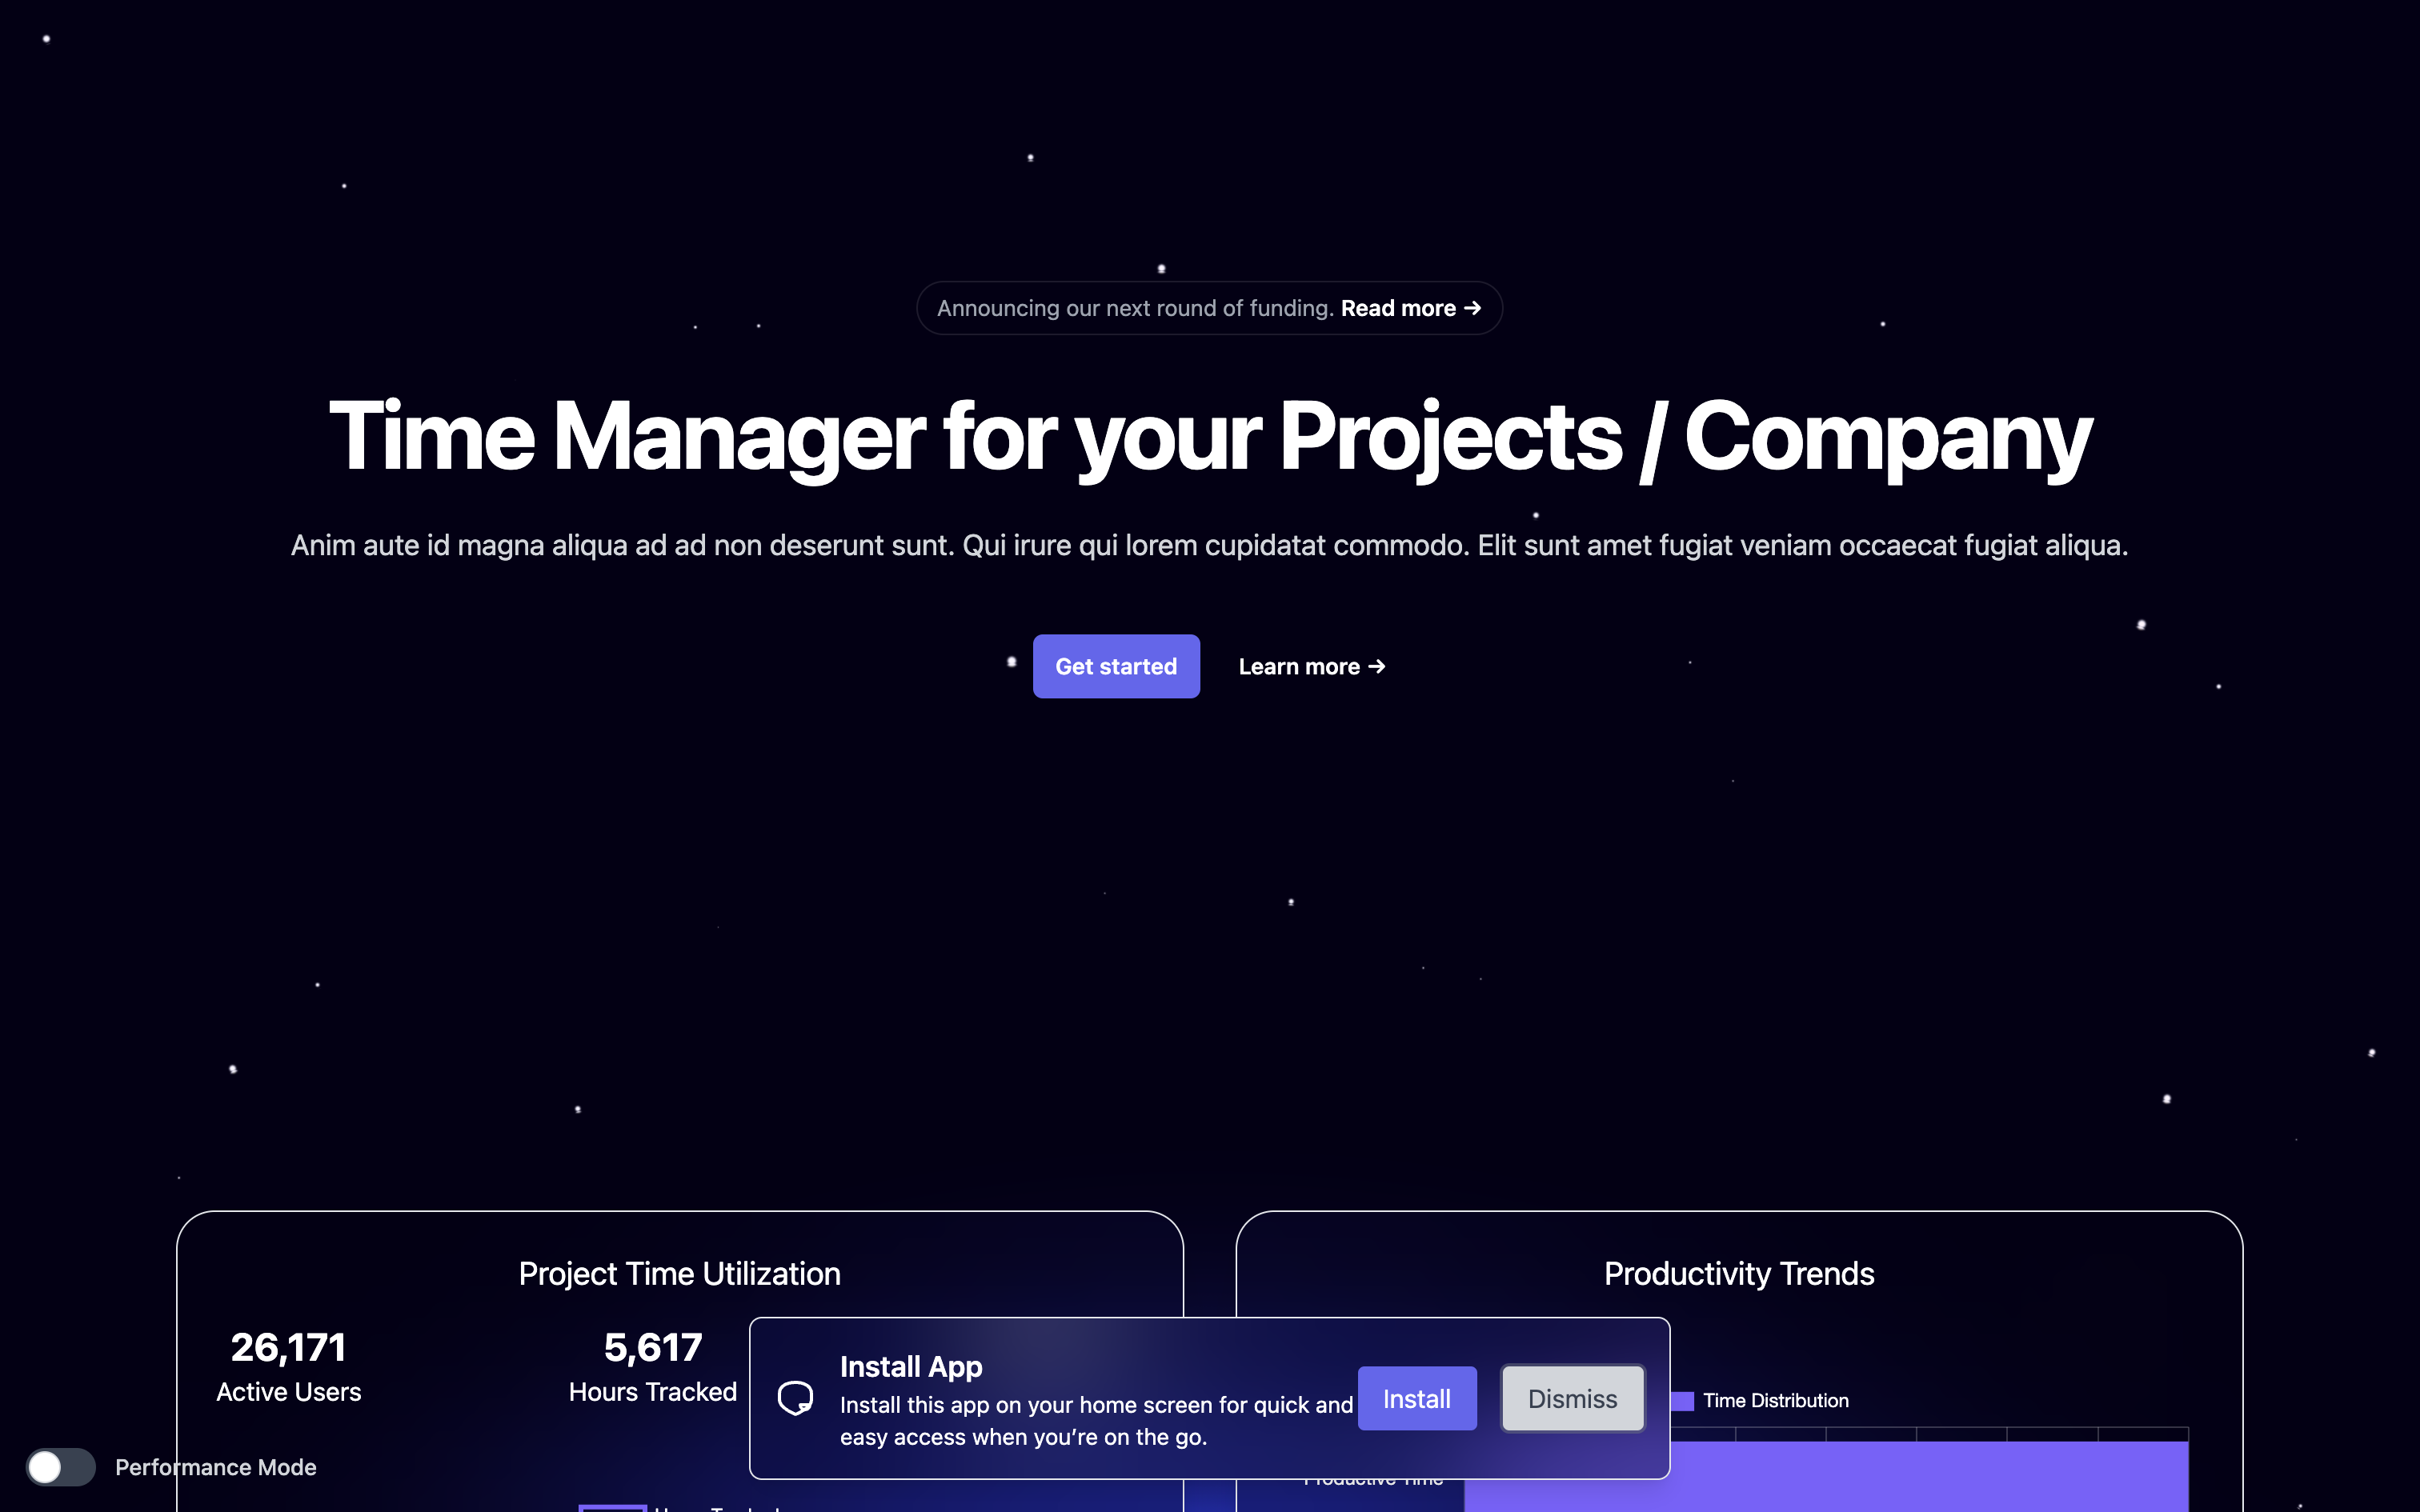 Announcing our next round of funding. Read more →
Time Manager for your Projects / Company
Anim aute id magna aliqua ad ad non deserunt sunt. Qui irure qui lorem cupidatat commodo. Elit sunt amet fugiat veniam occaecat fugiat aliqua.
Get started
Learn more →
Project Time Utilization
26,171
Active Users
5,617
Hours Tracked
Productivity Trends
Time Distribution
Productive Time
Install App
Install this app on your home screen for quick and
easy access when you're on the go.
Install
Dismiss
Performance Mode
Hours Tracked